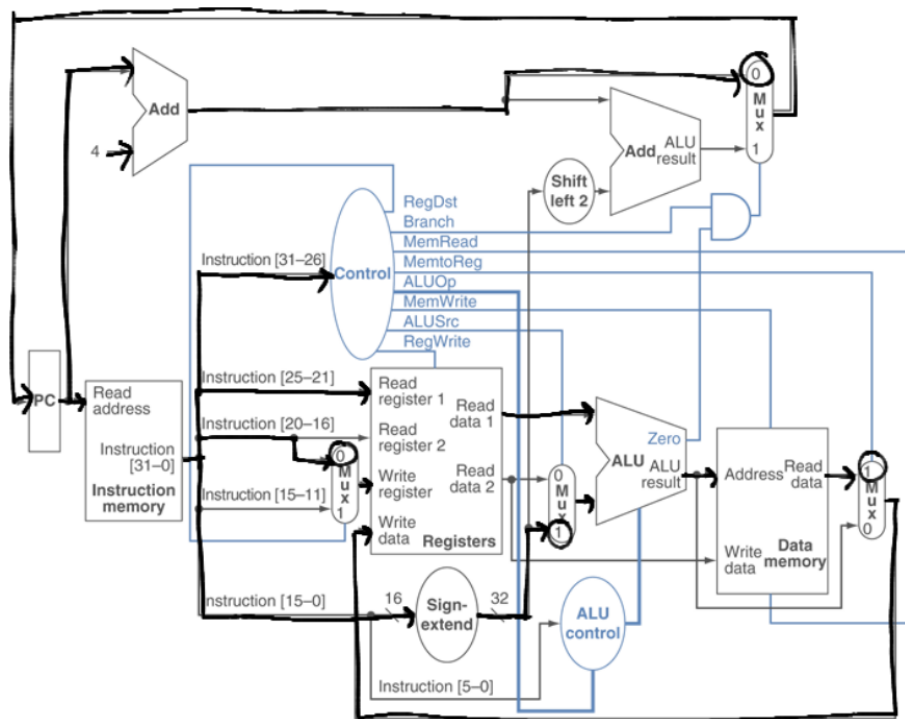 0
M
u
x
1
Add
4
Add
ALU
result
Shift
left 2
RegDst
Branch
MemRead
MemtoReg
ALUOp
MemWrite
ALUSrc
RegWrite
Control
Instruction [31–26]
Instruction [25–21]
Instruction [20–16]
Instruction [15–11]
Instruction [15–0]
Instruction [5–0]
PC
Read
address
Instruction
[31–0]
Instruction
memory
0
M
u
x
1
Read
register 1
Read
register 2
Write
register
Write
data
Read
data 1
Read
data 2
Registers
0
M
u
x
1
Zero
ALU
ALU
result
Address
Read
data
Write
data
Data
memory
1
M
u
x
0
16
Sign-
extend
32
ALU
control